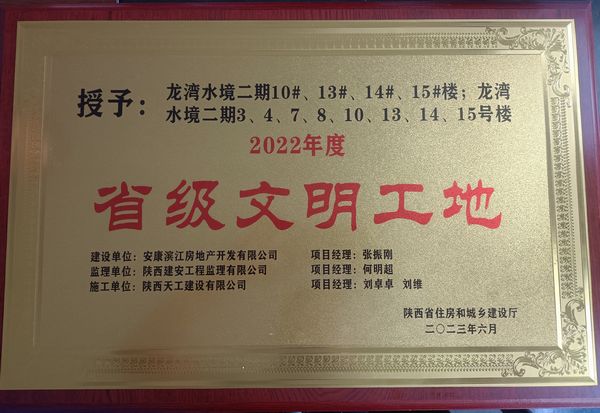 授予：龙湾水境二期10#、13#、14#、15#楼；龙湾
水境二期3、4、7、8、10、13、14、15号楼
2022年度
省级文明工地
建设单位：安康滨江房地产开发有限公司 项目经理：张振刚
监理单位：陕西建安工程监理有限公司 项目经理：何明超
施工单位：陕西天工建设有限公司 项目经理：刘卓卓 刘维
陕西省住房和城乡建设厅
二〇二三年六月